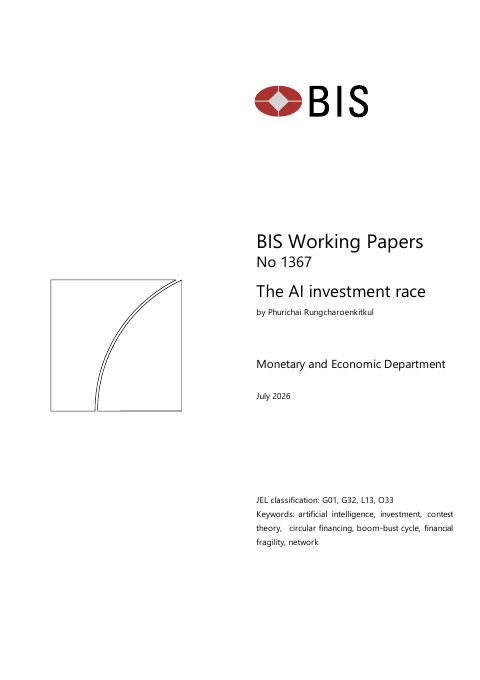 BIS
BIS Working Papers
No 1367
The AI investment race
by Phurichai Rungcharoenkitkul
Monetary and Economic Department
July 2026
JEL classification: G01, G32, L13, O33
Keywords: artificial intelligence, investment, contest
theory, circular financing, boom-bust cycle, financial
fragility, network